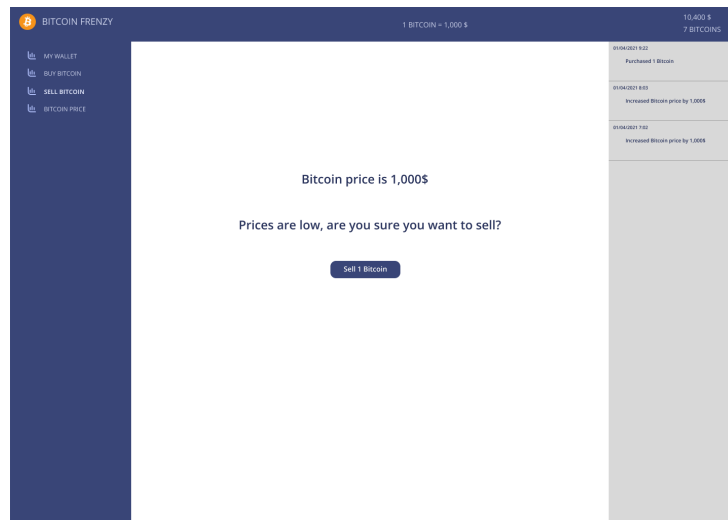 BITCOIN FRENZY
1 BITCOIN = 1,000 $
10,400 $
7 BITCOINS
MY WALLET
BUY BITCOIN
SELL BITCOIN
BITCOIN PRICE
Bitcoin price is 1,000$
Prices are low, are you sure you want to sell?
Sell 1 Bitcoin
01/04/2021 9:22
Purchased 1 Bitcoin
01/04/2021 8:03
Increased Bitcoin price by 1,000$
01/04/2021 7:02
Increased Bitcoin price by 1,000$